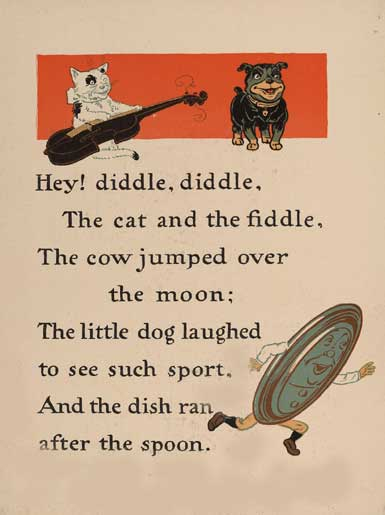 Hey! diddle, diddle,
The cat and the fiddle,
The cow jumped over
the moon;
The little dog laughed
to see such sport,
And the dish ran
after the spoon.